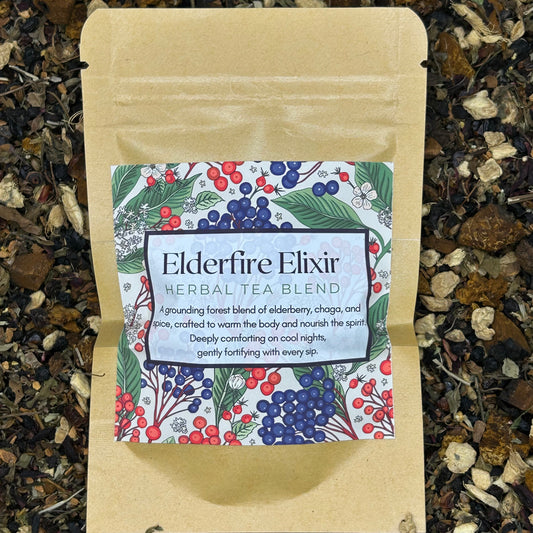 Elderfire Elixir
HERBAL TEA BLEND
A grounding forest blend of elderberry, chaga, and
spice, crafted to warm the body and nourish the spirit.
Deeply comforting on cool nights,
gently fortifying with every sip.